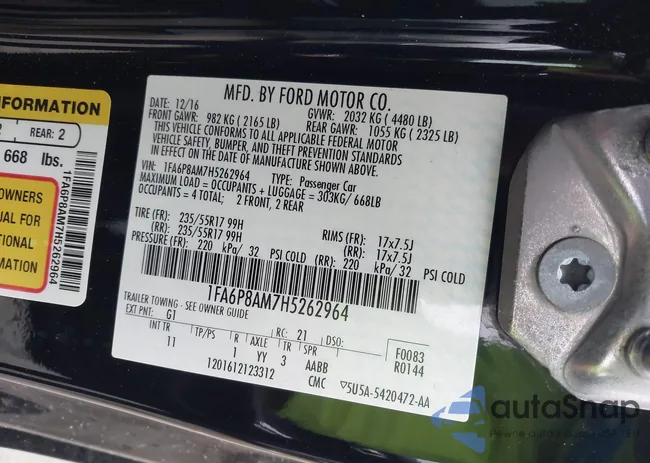 NFORMATION
2
REAR: 2
668 lbs.
OWNERS
UAL FOR
TIONAL
MATION
1FA6P8AM7H5262964
MFD. BY FORD MOTOR CO.
DATE: 12/16
GVWR: 2032 KG ( 4480 LB)
FRONT GAWR: 982 KG ( 2165 LB)
REAR GAWR: 1055 KG ( 2325 LB)
THIS VEHICLE CONFORMS TO ALL APPLICABLE FEDERAL MOTOR
VEHICLE SAFETY, BUMPER, AND THEFT PREVENTION STANDARDS
IN EFFECT ON THE DATE OF MANUFACTURE SHOWN ABOVE.
VIN: 1FA6P8AM7H5262964 TYPE: Passenger Car
MAXIMUM LOAD = OCCUPANTS + LUGGAGE = 303KG/668LB
OCCUPANTS = 4 TOTAL: 2 FRONT, 2 REAR
TIRE (FR): 235/55R17 99H RIMS (FR): 17x7.5J
(RR): 235/55R17 99H (RR): 17x7.5J
PRESSURE (FR): 220 kPa/ 32 PSI COLD (RR): 220 kPa/ 32 PSI COLD
1FA6P8AM7H5262964
TRAILER TOWING - SEE OWNER GUIDE
EXT PNT: G1 RC: 21 DSO:
INT TR TP/PS R AXLE TR SPR F0083
11 1 YY 3 AABB R0144
1201612123312 CMC 5U5A-5420472-AA
autaSnap
Pewne auto z USA